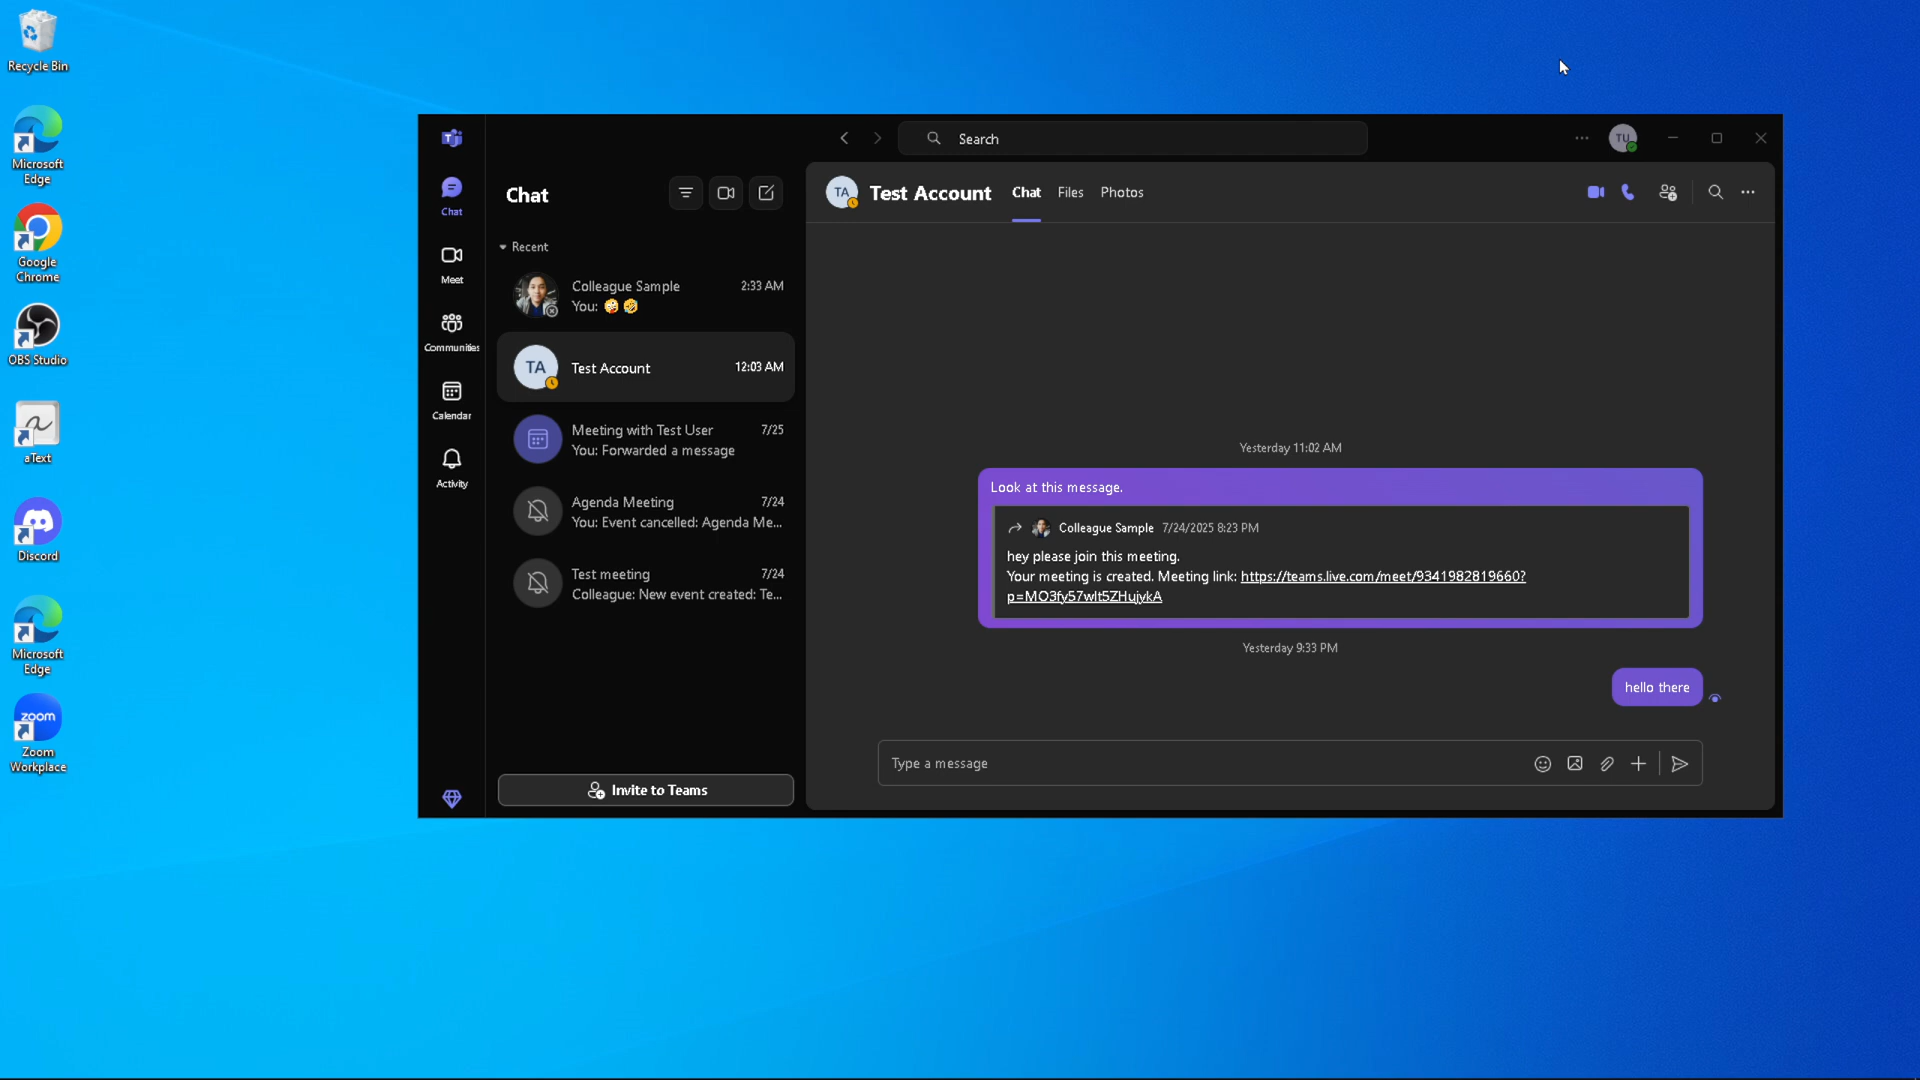 Recycle Bin
Microsoft
Edge
Google
Chrome
OBS Studio
aText
Discord
Microsoft
Edge
zoom
Zoom
Workplace
Chat
Meet
Communities
Calendar
Activity
Search
TU
Chat
Recent
Colleague Sample 2:33 AM
You: 🤪 🤣
TA
Test Account 12:03 AM
Meeting with Test User 7/25
You: Forwarded a message
Agenda Meeting 7/24
You: Event cancelled: Agenda Me...
Test meeting 7/24
Colleague: New event created: Te...
Invite to Teams
TA Test Account Chat Files Photos
Yesterday 11:02 AM
Look at this message.
Colleague Sample 7/24/2025 8:23 PM
hey please join this meeting.
Your meeting is created. Meeting link: https://teams.live.com/meet/9341982819660?
p=MO3fy57wlt5ZHujykA
Yesterday 9:33 PM
hello there
Type a message